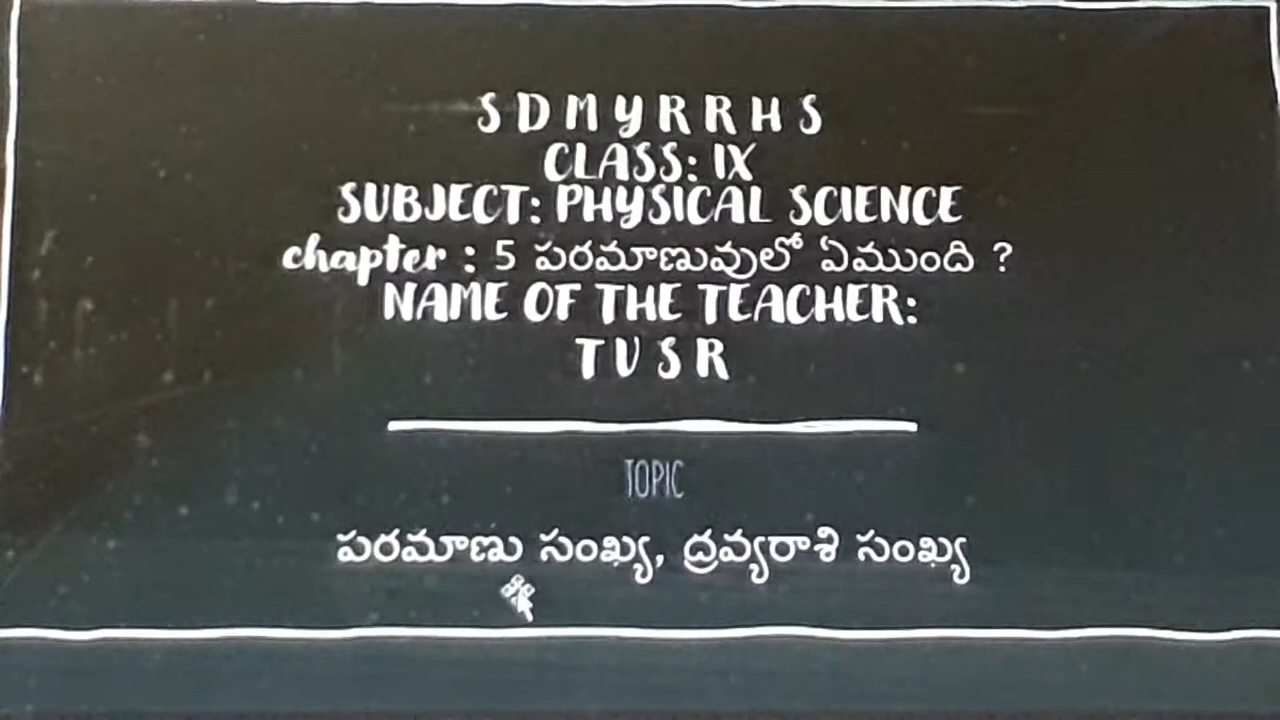 S D M Y R R H S
CLASS: IX
SUBJECT: PHYSICAL SCIENCE
chapter : 5 పరమాణువులో ఏముంది ?
NAME OF THE TEACHER:
T V S R
TOPIC
పరమాణు సంఖ్య, ద్రవ్యరాశి సంఖ్య